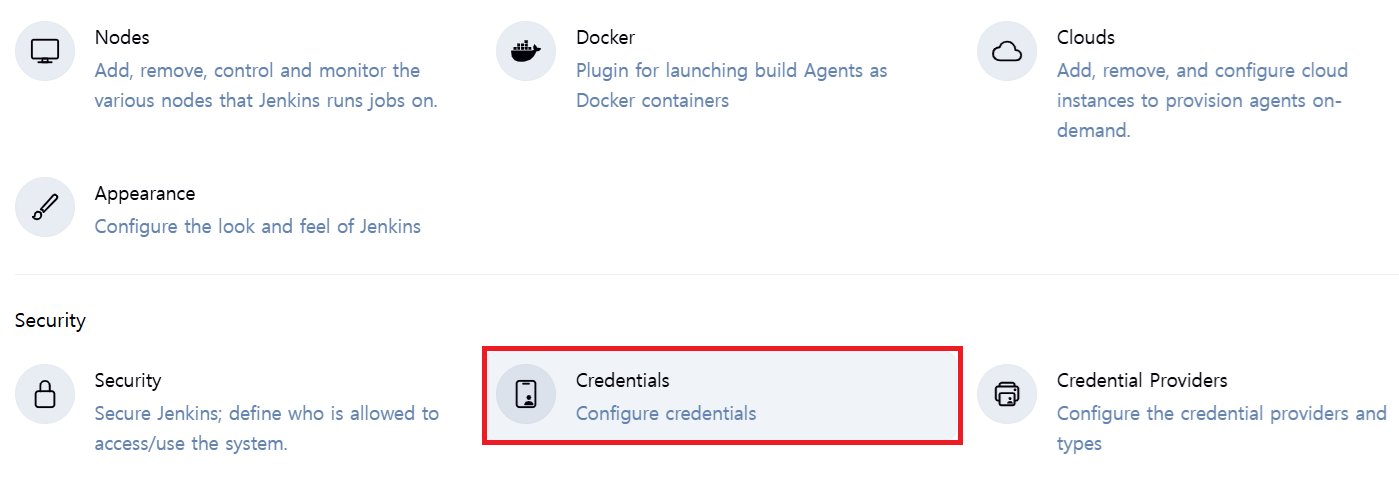 Nodes
Add, remove, control and monitor the
various nodes that Jenkins runs jobs on.
Docker
Plugin for launching build Agents as
Docker containers
Clouds
Add, remove, and configure cloud
instances to provision agents on-
demand.
Appearance
Configure the look and feel of Jenkins
Security
Security
Secure Jenkins; define who is allowed to
access/use the system.
Credentials
Configure credentials
Credential Providers
Configure the credential providers and
types